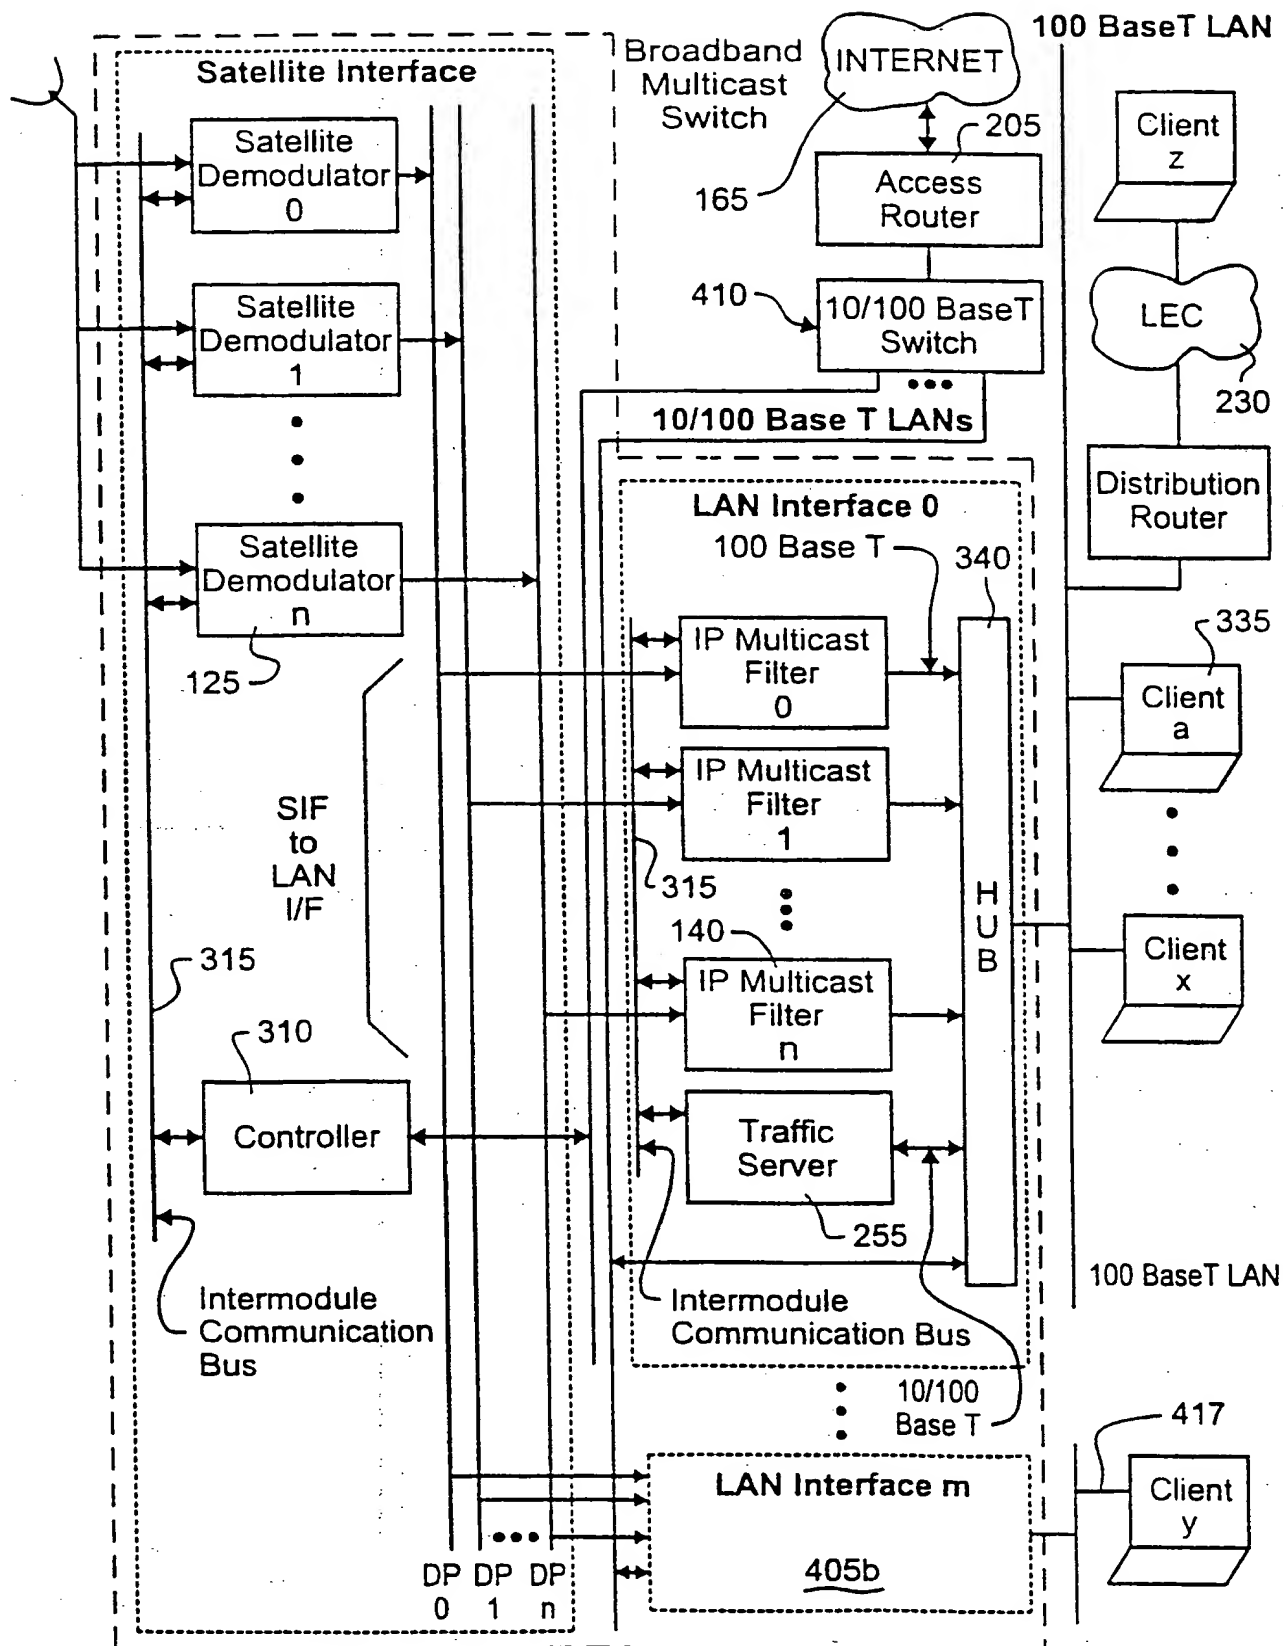 100 BaseT LAN
Broadband
Multicast
Switch
INTERNET
Satellite Interface
165
205
Access
Router
Client
z
Satellite
Demodulator
0
410
10/100 BaseT
Switch
LEC
230
Satellite
Demodulator
1
10/100 Base T LANs
Distribution
Router
LAN Interface 0
100 Base T
340
Satellite
Demodulator
n
125
335
IP Multicast
Filter
0
Client
a
IP Multicast
Filter
1
SIF
to
LAN
I/F
315
HUB
140
315
IP Multicast
Filter
n
Client
x
310
Controller
Traffic
Server
255
100 BaseT LAN
Intermodule
Communication
Bus
Intermodule
Communication Bus
10/100
Base T
417
LAN Interface m
405b
Client
y
DP DP DP
0 1 n